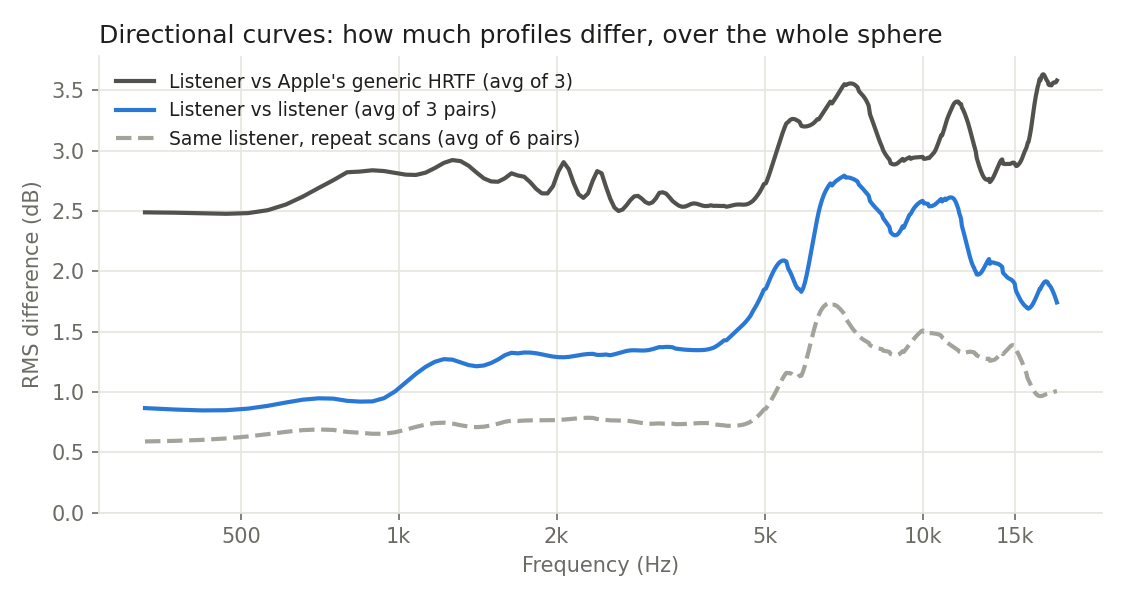 Directional curves: how much profiles differ, over the whole sphere
Listener vs Apple's generic HRTF (avg of 3)
Listener vs listener (avg of 3 pairs)
Same listener, repeat scans (avg of 6 pairs)
RMS difference (dB)
3.5
3.0
2.5
2.0
1.5
1.0
0.5
0.0
500 1k 2k 5k 10k 15k
Frequency (Hz)